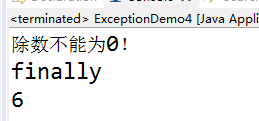 <terminated> ExceptionDemo4 [Java Appli
除数不能为0!
finally
6